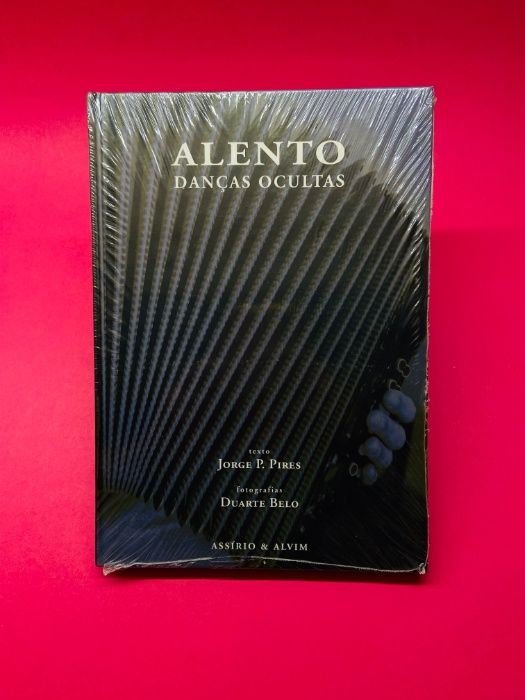 ALENTO
DANÇAS OCULTAS
texto
JORGE P. PIRES
fotografias
DUARTE BELO
ASSÍRIO & ALVIM